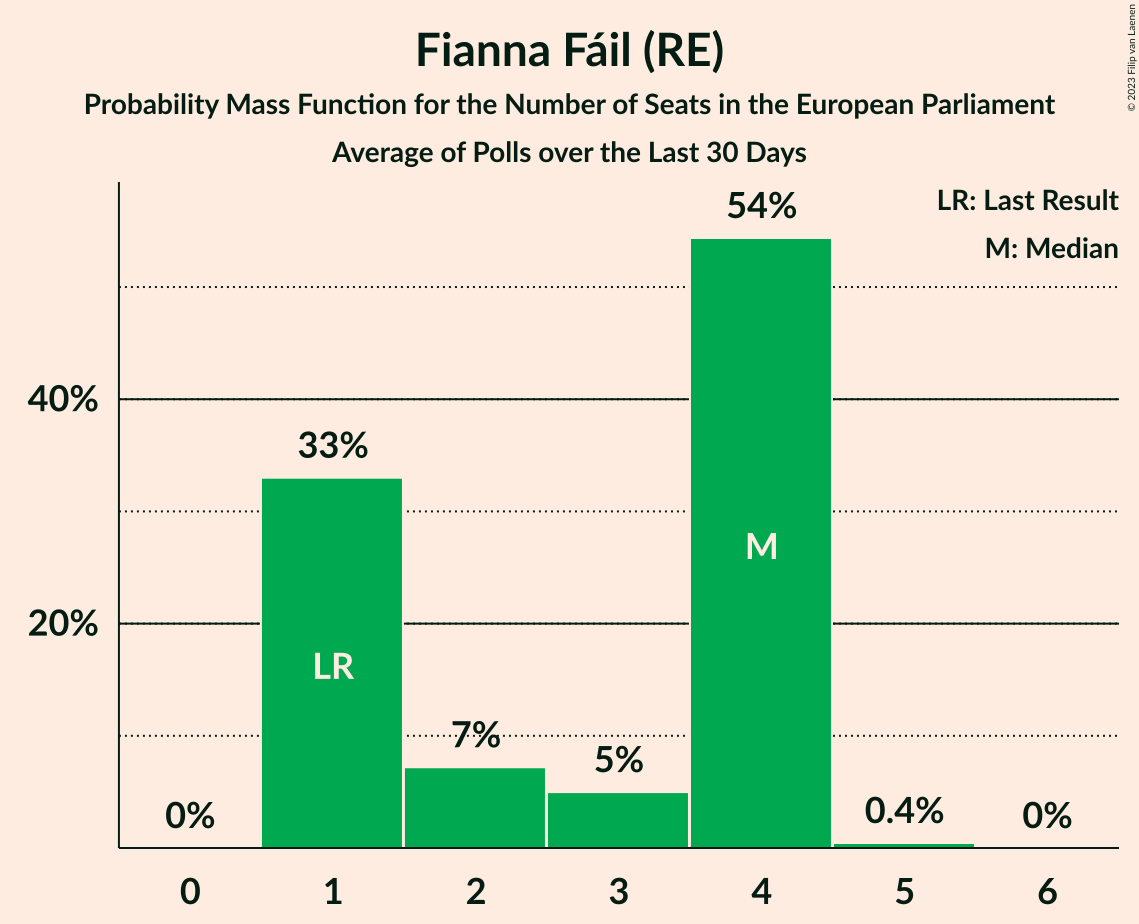 Fianna Fáil (RE)
Probability Mass Function for the Number of Seats in the European Parliament
Average of Polls over the Last 30 Days
© 2023 Filip van Laenen
LR: Last Result
M: Median
54%
40%
33%
M
20%
LR
7%
5%
0%
0.4%
0%
0 1 2 3 4 5 6